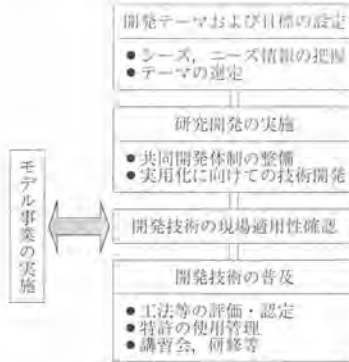 開発テーマおよび目標の設定
●シーズ，ニーズ情報の把握
●テーマの選定
研究開発の実施
●共同開発体制の整備
●実用化に向けての技術開発
モデル事業の実施
開発技術の現場適用性確認
開発技術の普及
●工法等の評価・認定
●特許の使用管理
●講習会，研修等